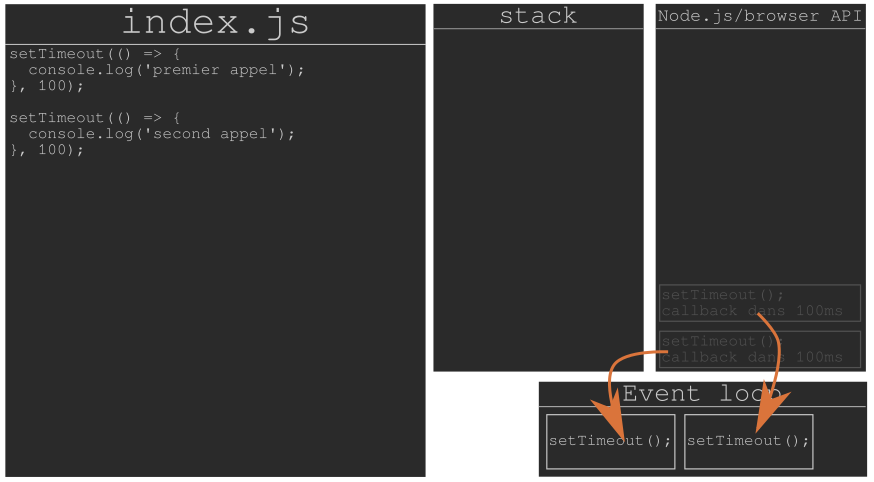 index.js
setTimeout(() => {
  console.log('premier appel');
}, 100);
setTimeout(() => {
  console.log('second appel');
}, 100);
stack
Node.js/browser API
setTimeout();
callback dans 100ms
setTimeout();
callback dans 100ms
Event loop
setTimeout();
setTimeout();